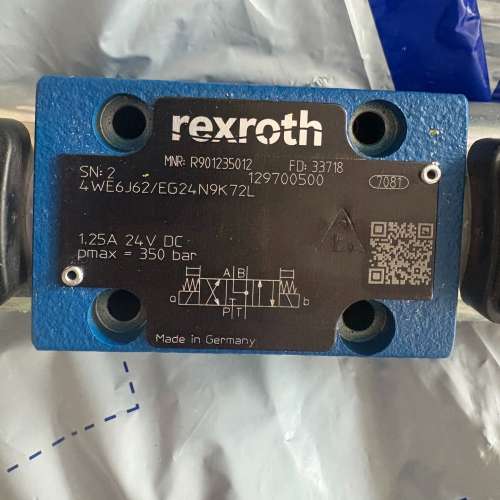 rexroth
MNR: R901235012 FD: 33718
SN: 2 129700500 7081
4WE6J62/EG24N9K72L
1.25A 24V DC
pmax = 350 bar
A B
a b
P T
Made in Germany